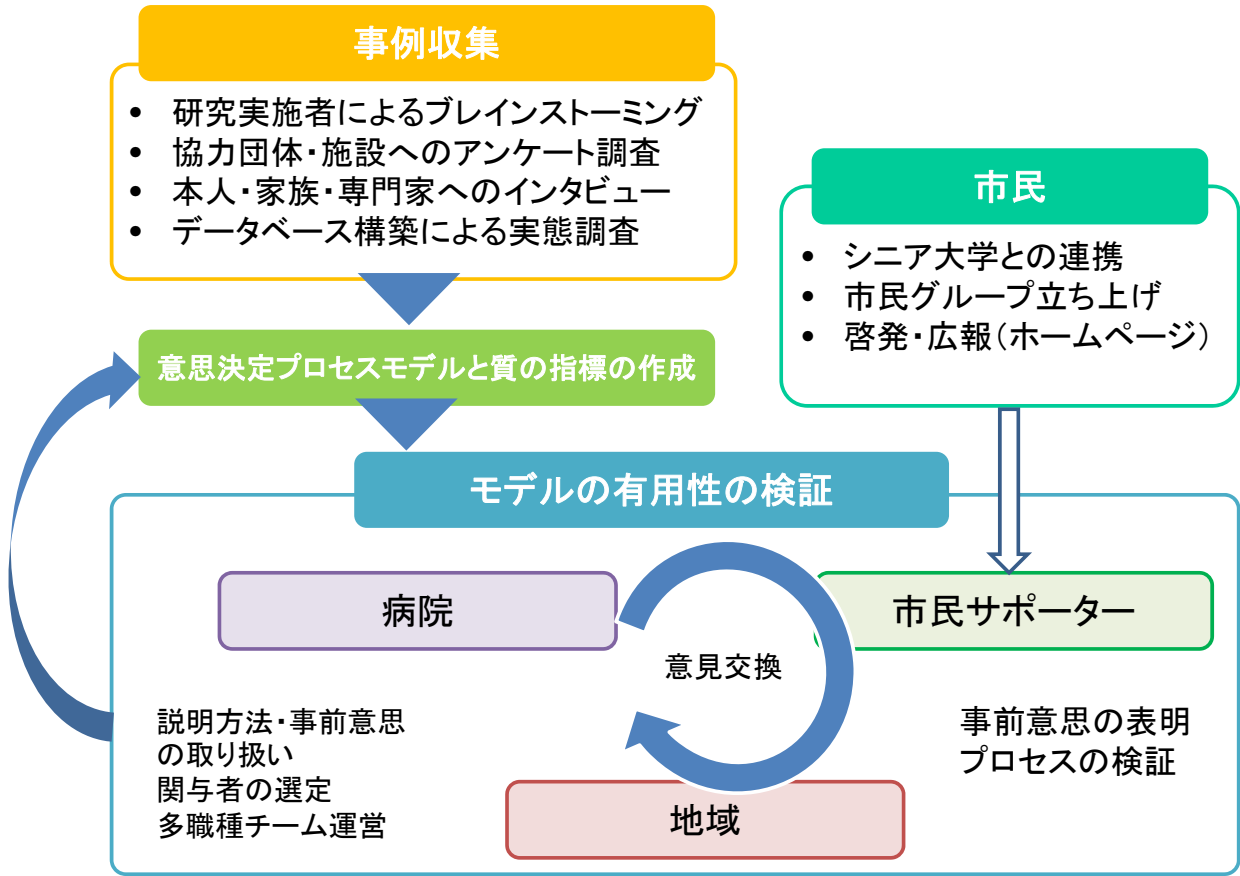 事例収集
• 研究実施者によるブレインストーミング
• 協力団体・施設へのアンケート調査
• 本人・家族・専門家へのインタビュー
• データベース構築による実態調査
市民
• シニア大学との連携
• 市民グループ立ち上げ
• 啓発・広報(ホームページ)
意思決定プロセスモデルと質の指標の作成
モデルの有用性の検証
病院
市民サポーター
意見交換
説明方法・事前意思
の取り扱い
関与者の選定
多職種チーム運営
事前意思の表明
プロセスの検証
地域